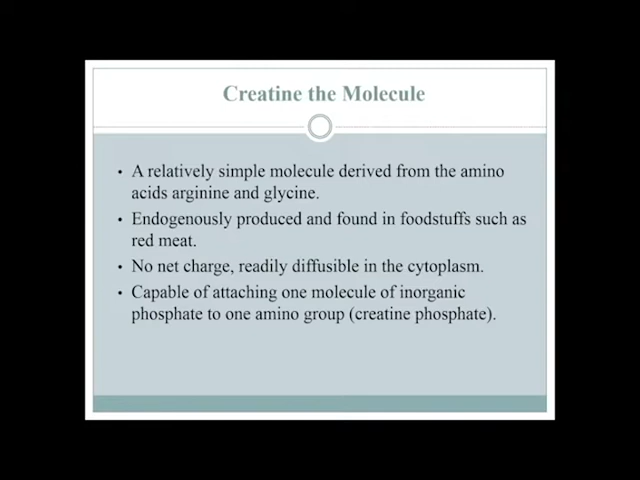 Creatine the Molecule
• A relatively simple molecule derived from the amino
acids arginine and glycine.
• Endogenously produced and found in foodstuffs such as
red meat.
• No net charge, readily diffusible in the cytoplasm.
• Capable of attaching one molecule of inorganic
phosphate to one amino group (creatine phosphate).